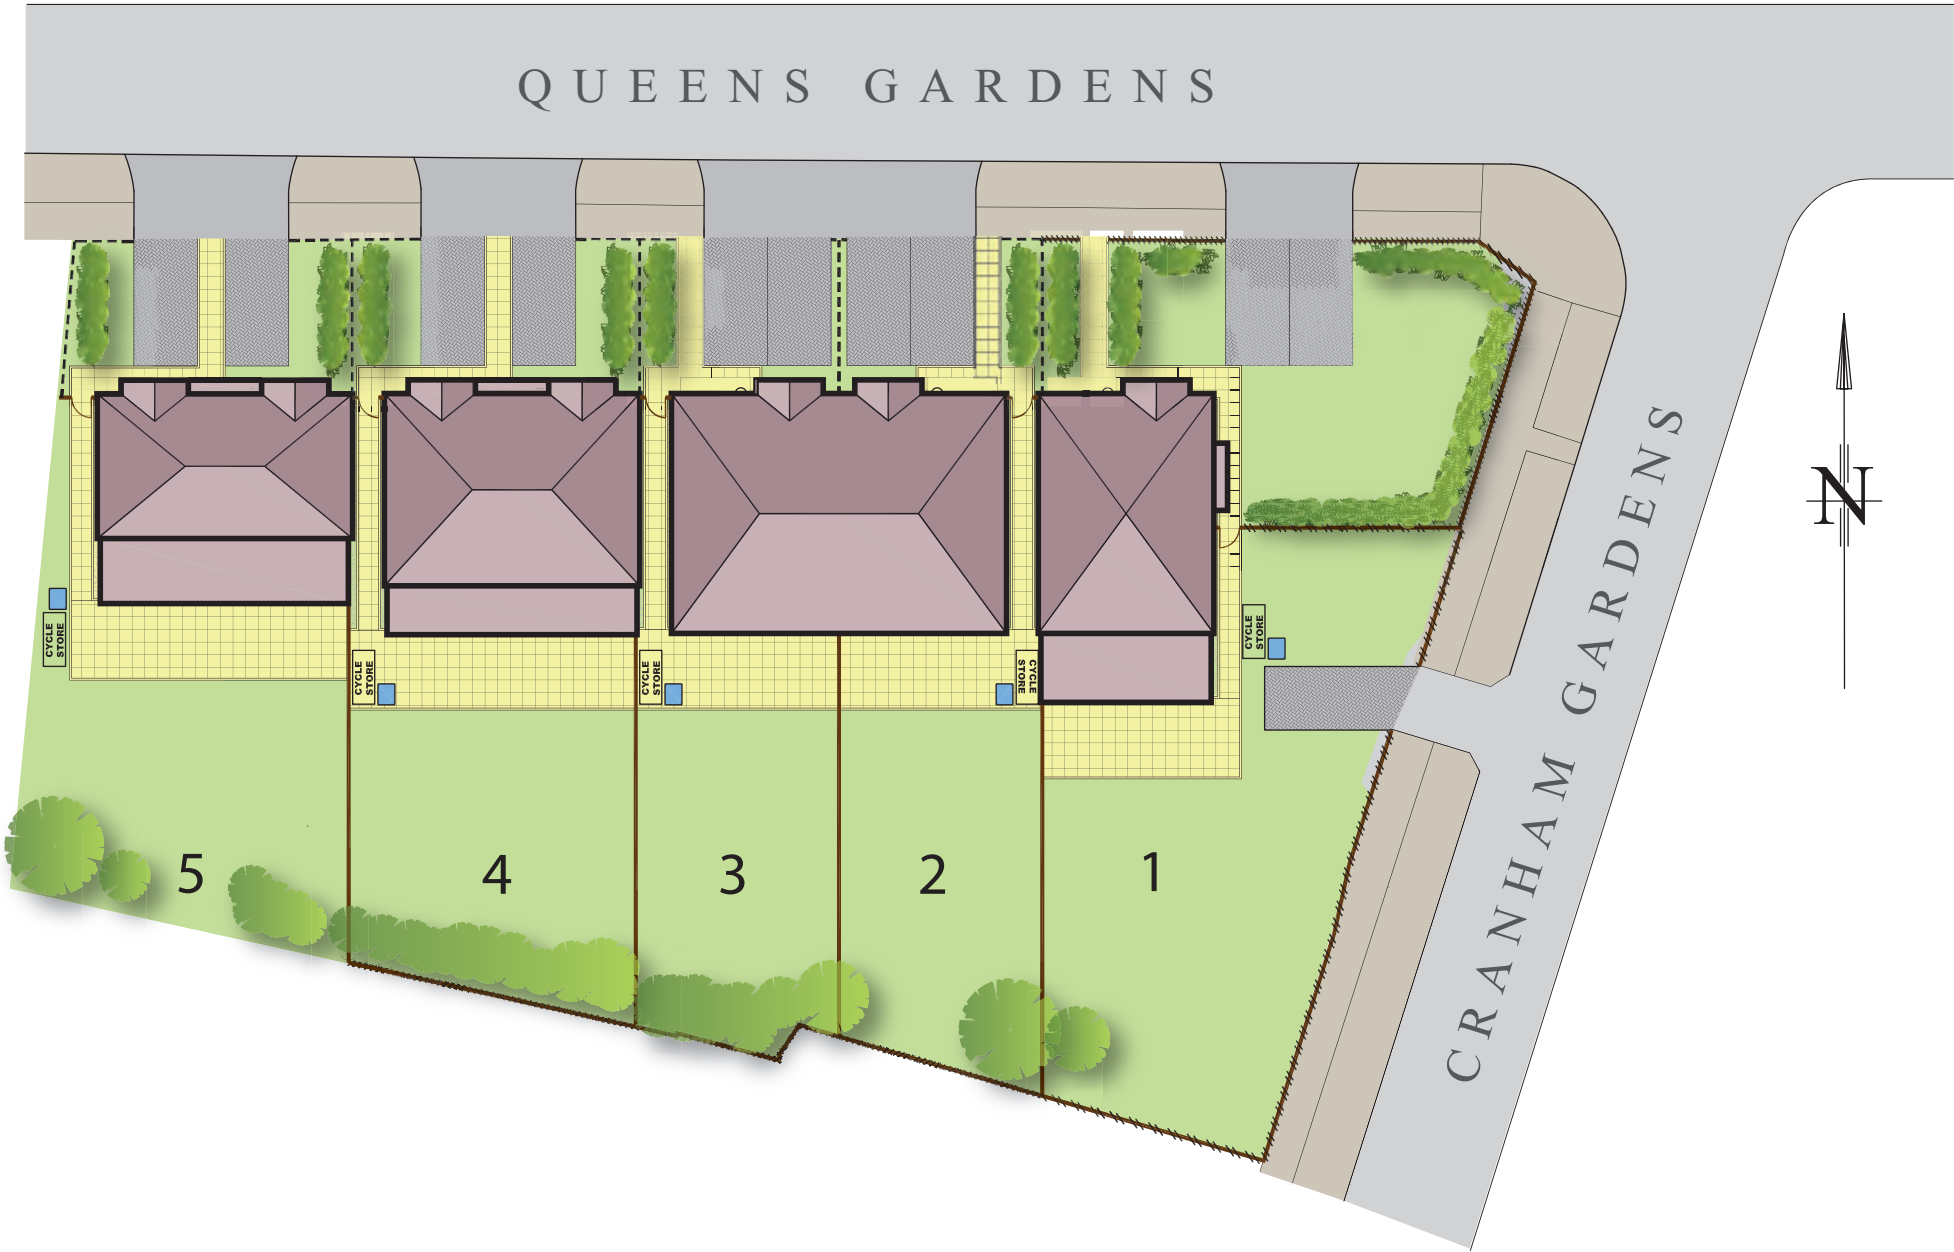 QUEENS GARDENS
CRANHAM GARDENS
N
CYCLE
STORE
CYCLE
STORE
CYCLE
STORE
CYCLE
STORE
CYCLE
STORE
5
4
3
2
1